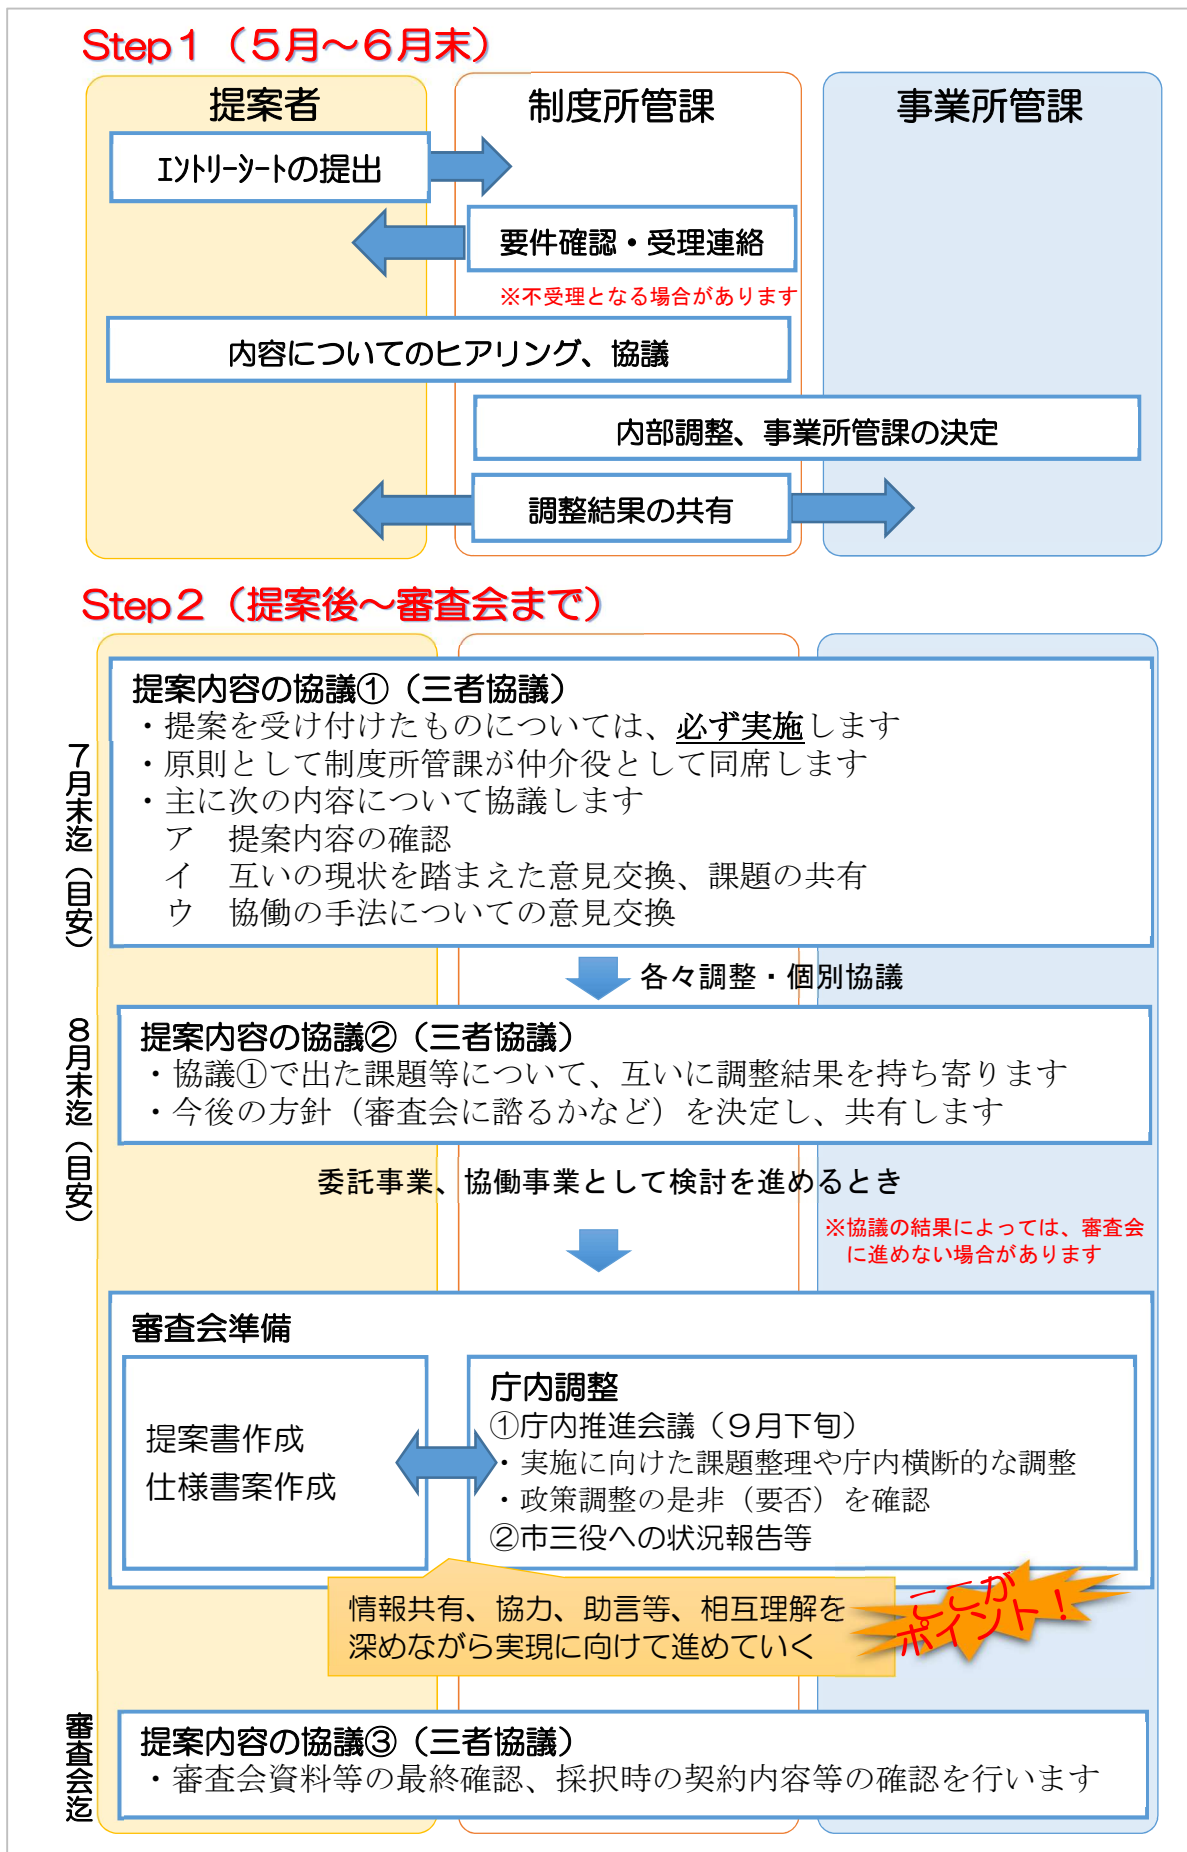 Step１（５月～６月末）
提案者
制度所管課
事業所管課
ｴﾝﾄﾘｰｼｰﾄの提出
要件確認・受理連絡
※不受理となる場合があります
内容についてのヒアリング、協議
内部調整、事業所管課の決定
調整結果の共有
Step２（提案後～審査会まで）
７月末迄（目安）
提案内容の協議①（三者協議）
・提案を受け付けたものについては、必ず実施します
・原則として制度所管課が仲介役として同席します
・主に次の内容について協議します
ア　提案内容の確認
イ　互いの現状を踏まえた意見交換、課題の共有
ウ　協働の手法についての意見交換
各々調整・個別協議
８月末迄（目安）
提案内容の協議②（三者協議）
・協議①で出た課題等について、互いに調整結果を持ち寄ります
・今後の方針（審査会に諮るかなど）を決定し、共有します
委託事業、協働事業として検討を進めるとき
※協議の結果によっては、審査会
に進めない場合があります
審査会準備
提案書作成
仕様書案作成
庁内調整
①庁内推進会議（９月下旬）
・実施に向けた課題整理や庁内横断的な調整
・政策調整の是非（要否）を確認
②市三役への状況報告等
情報共有、協力、助言等、相互理解を
深めながら実現に向けて進めていく
ここが
ポイント！
審査会迄
提案内容の協議③（三者協議）
・審査会資料等の最終確認、採択時の契約内容等の確認を行います